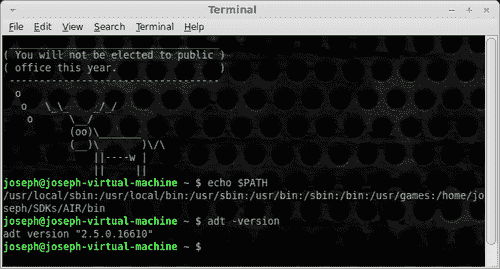 Terminal
File Edit View Search Terminal Help
( You will not be elected to public )
( office this year. )
-----------------------------------
o
o \_\_ _/_/
o \__/
(oo)\_______
(__)\ )\/\
||----w |
|| ||
joseph@joseph-virtual-machine ~ $ echo $PATH
/usr/local/sbin:/usr/local/bin:/usr/sbin:/usr/bin:/sbin:/bin:/usr/games:/home/jo
seph/SDKs/AIR/bin
joseph@joseph-virtual-machine ~ $ adt -version
adt version "2.5.0.16610"
joseph@joseph-virtual-machine ~ $